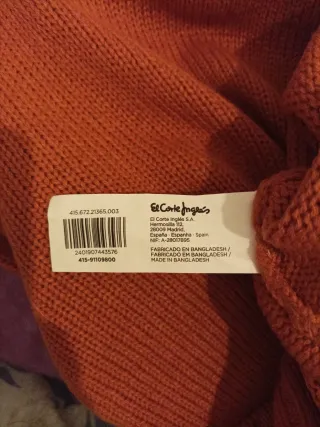 415.672.21365.003
2401907443576
415-91109800
El Corte Inglés
El Corte Inglés S.A.
Hermosilla 112,
28009 Madrid,
España · Espanha · Spain
NIF: A-28017895
FABRICADO EN BANGLADESH /
FABRICADO EM BANGLADESH /
MADE IN BANGLADESH